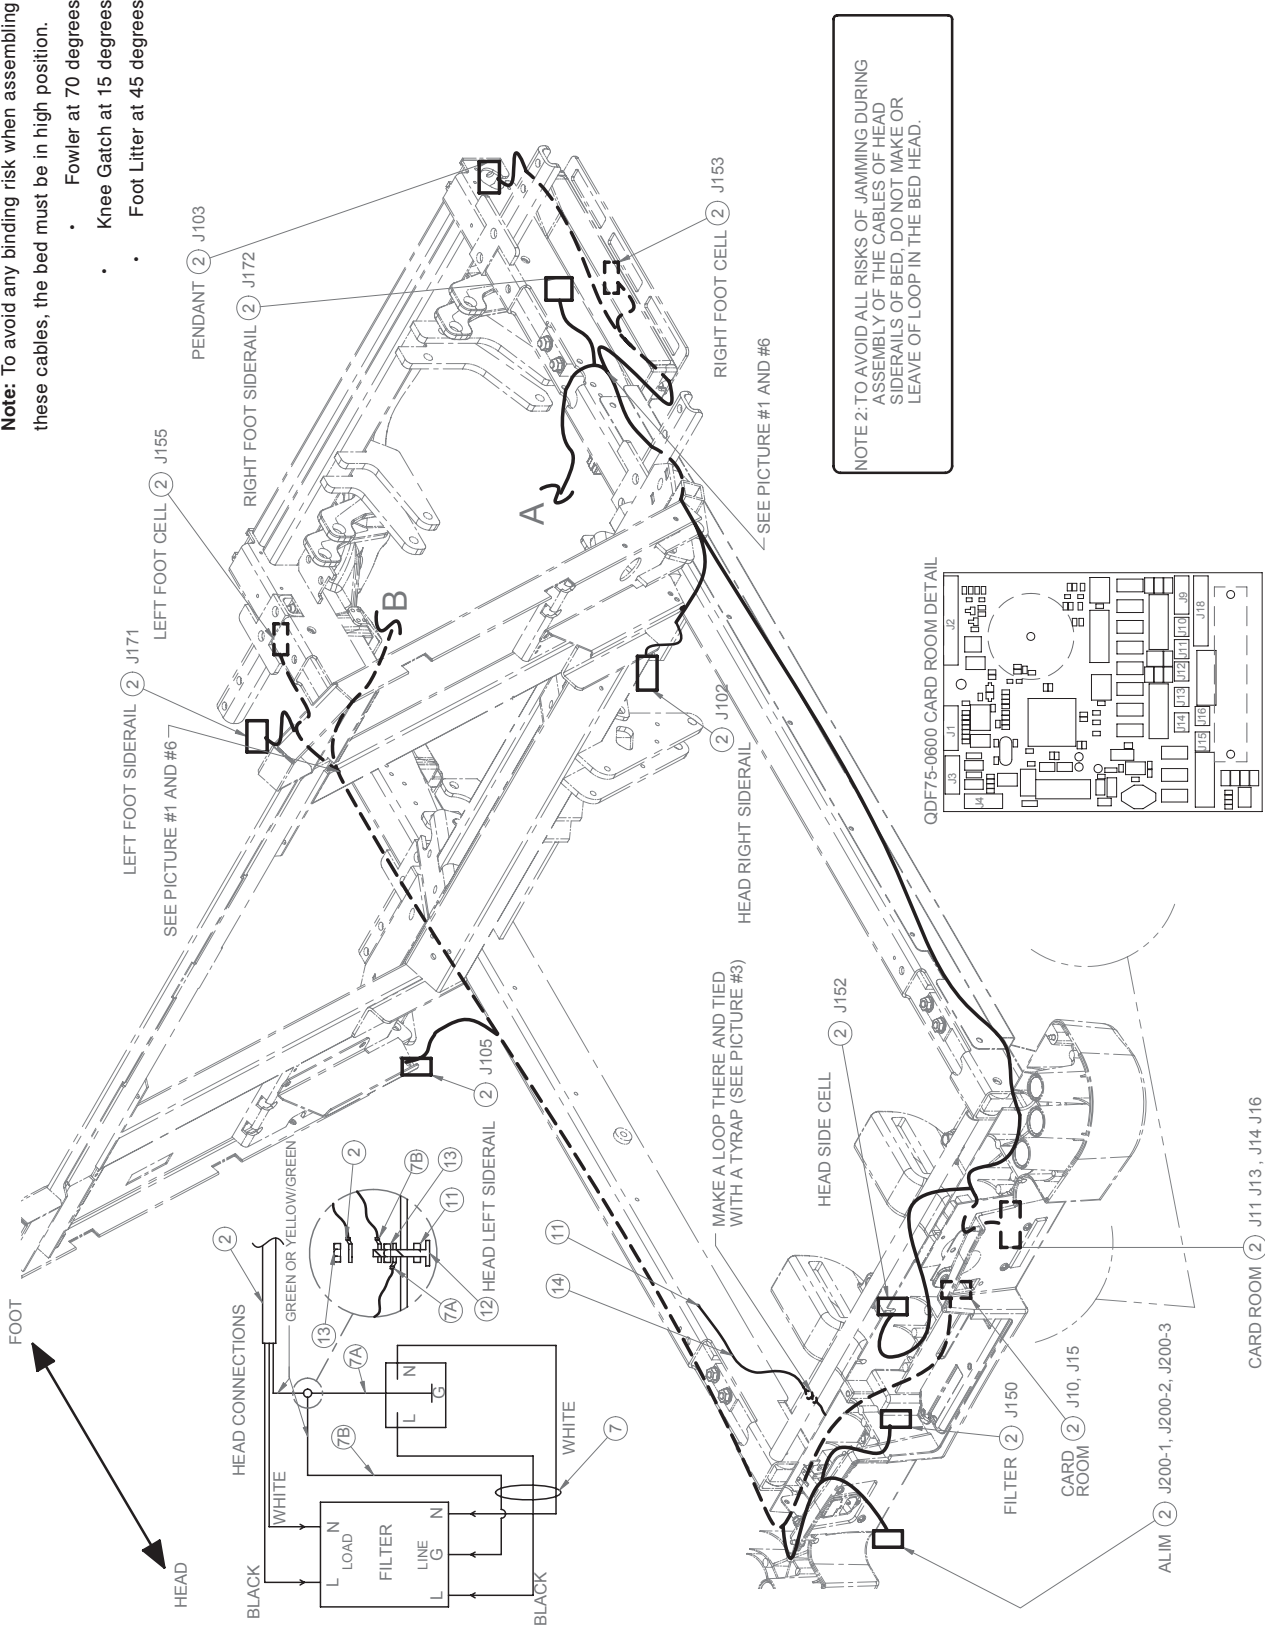 Note: To avoid any binding risk when assembling
these cables, the bed must be in high position.
• Fowler at 70 degrees
• Knee Gatch at 15 degrees
• Foot Litter at 45 degrees
FOOT
HEAD
HEAD CONNECTIONS
2
GREEN OR YELLOW/GREEN
BLACK
WHITE
L
N
LOAD
FILTER
LINE
L
G
N
7B
7A
L
G
N
BLACK
WHITE
7
13
2
7B
13
11
7A
12
HEAD LEFT SIDERAIL
2 J105
LEFT FOOT SIDERAIL 2 J171
SEE PICTURE #1 AND #6
LEFT FOOT CELL 2 J155
PENDANT 2 J103
RIGHT FOOT SIDERAIL 2 J172
RIGHT FOOT CELL 2 J153
A
B
SEE PICTURE #1 AND #6
2 J102
HEAD RIGHT SIDERAIL
MAKE A LOOP THERE AND TIED
WITH A TYRAP (SEE PICTURE #3)
11
14
HEAD SIDE CELL
2 J152
NOTE 2: TO AVOID ALL RISKS OF JAMMING DURING
ASSEMBLY OF THE CABLES OF HEAD
SIDERAILS OF BED, DO NOT MAKE OR
LEAVE OF LOOP IN THE BED HEAD.
QDF75-0600 CARD ROOM DETAIL
J4
J3
J1
J2
J15
J16
J14
J13
J12
J11
J10
J9
J18
FILTER 2 J150
CARD
ROOM 2 J10, J15
ALIM 2 J200-1, J200-2, J200-3
CARD ROOM 2 J11 J13, J14 J16